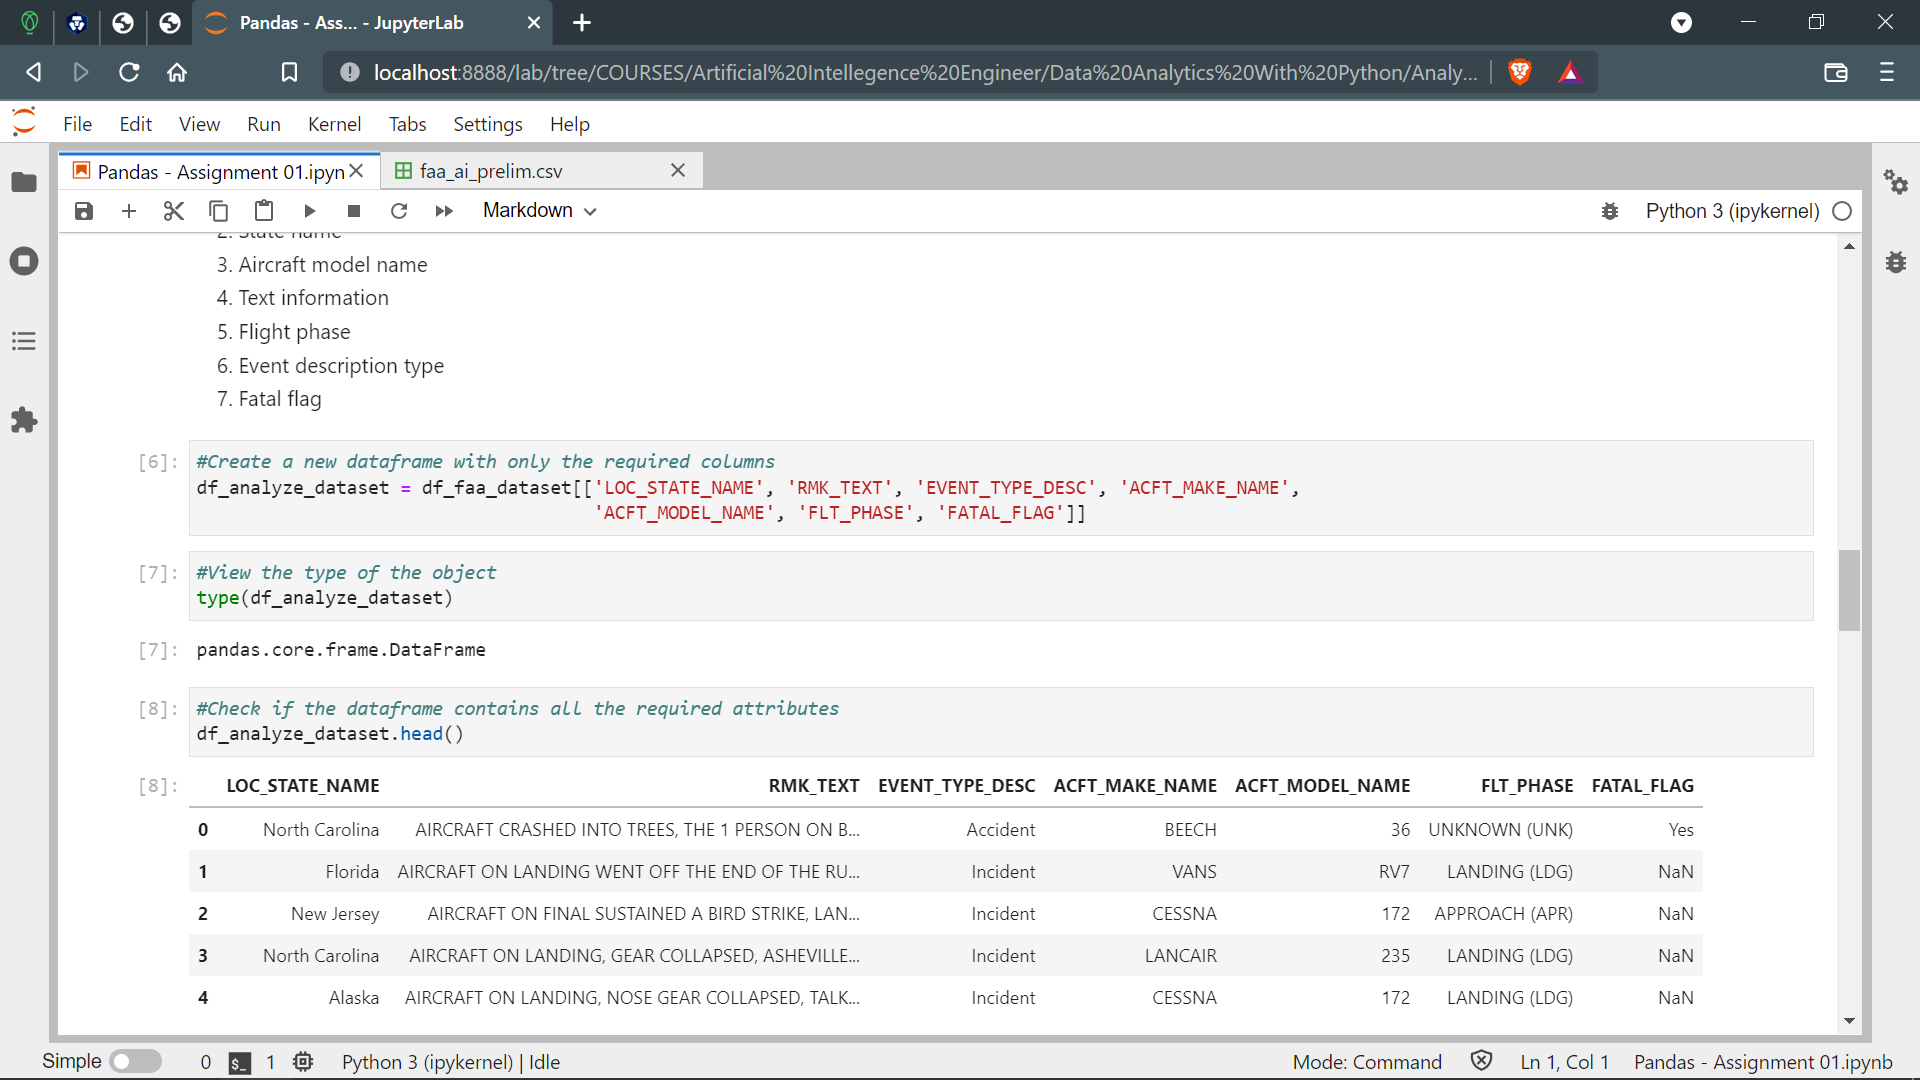 Pandas - Ass... - JupyterLab
localhost:8888/lab/tree/COURSES/Artificial%20Intellegence%20Engineer/Data%20Analytics%20With%20Python/Analy...
File Edit View Run Kernel Tabs Settings Help
Pandas - Assignment 01.ipyn
faa_ai_prelim.csv
Markdown
Python 3 (ipykernel)
2. State name
3. Aircraft model name
4. Text information
5. Flight phase
6. Event description type
7. Fatal flag
[6]: #Create a new dataframe with only the required columns
df_analyze_dataset = df_faa_dataset[['LOC_STATE_NAME', 'RMK_TEXT', 'EVENT_TYPE_DESC', 'ACFT_MAKE_NAME',
'ACFT_MODEL_NAME', 'FLT_PHASE', 'FATAL_FLAG']]
[7]: #View the type of the object
type(df_analyze_dataset)
[7]: pandas.core.frame.DataFrame
[8]: #Check if the dataframe contains all the required attributes
df_analyze_dataset.head()
[8]: LOC_STATE_NAME RMK_TEXT EVENT_TYPE_DESC ACFT_MAKE_NAME ACFT_MODEL_NAME FLT_PHASE FATAL_FLAG
0 North Carolina AIRCRAFT CRASHED INTO TREES, THE 1 PERSON ON B... Accident BEECH 36 UNKNOWN (UNK) Yes
1 Florida AIRCRAFT ON LANDING WENT OFF THE END OF THE RU... Incident VANS RV7 LANDING (LDG) NaN
2 New Jersey AIRCRAFT ON FINAL SUSTAINED A BIRD STRIKE, LAN... Incident CESSNA 172 APPROACH (APR) NaN
3 North Carolina AIRCRAFT ON LANDING, GEAR COLLAPSED, ASHEVILLE... Incident LANCAIR 235 LANDING (LDG) NaN
4 Alaska AIRCRAFT ON LANDING, NOSE GEAR COLLAPSED, TALK... Incident CESSNA 172 LANDING (LDG) NaN
Simple 0 $_ 1 Python 3 (ipykernel) | Idle Mode: Command Ln 1, Col 1 Pandas - Assignment 01.ipynb